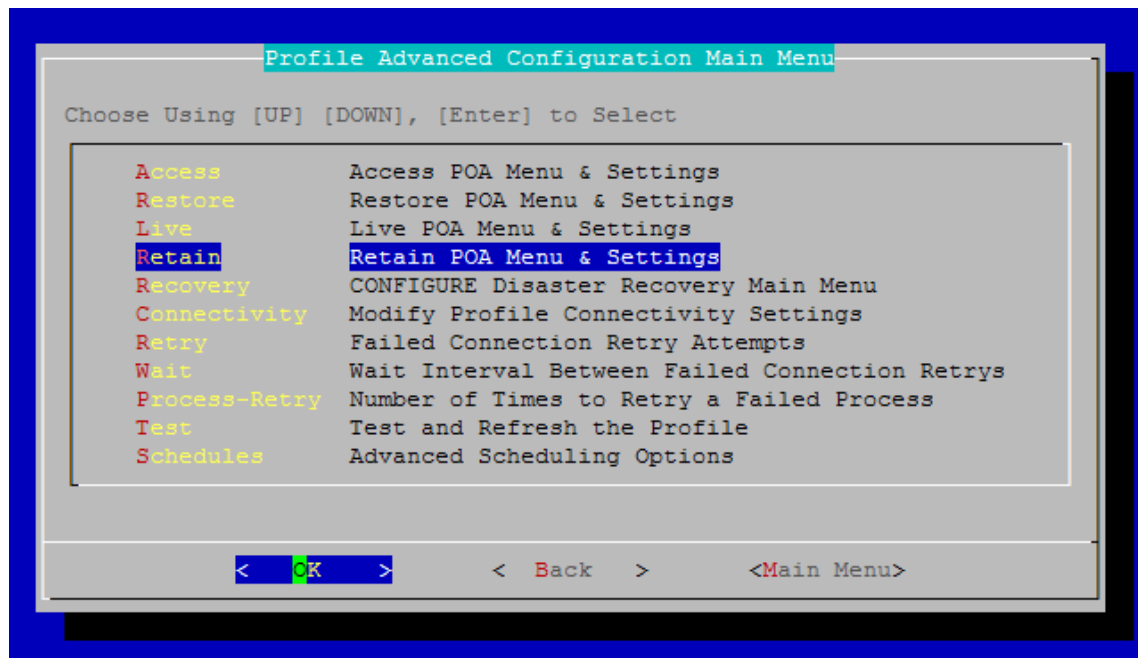 Profile Advanced Configuration Main Menu
Choose Using [UP] [DOWN], [Enter] to Select
Access Access POA Menu & Settings
Restore Restore POA Menu & Settings
Live Live POA Menu & Settings
Retain Retain POA Menu & Settings
Recovery CONFIGURE Disaster Recovery Main Menu
Connectivity Modify Profile Connectivity Settings
Retry Failed Connection Retry Attempts
Wait Wait Interval Between Failed Connection Retrys
Process-Retry Number of Times to Retry a Failed Process
Test Test and Refresh the Profile
Schedules Advanced Scheduling Options
< OK > < Back > <Main Menu>